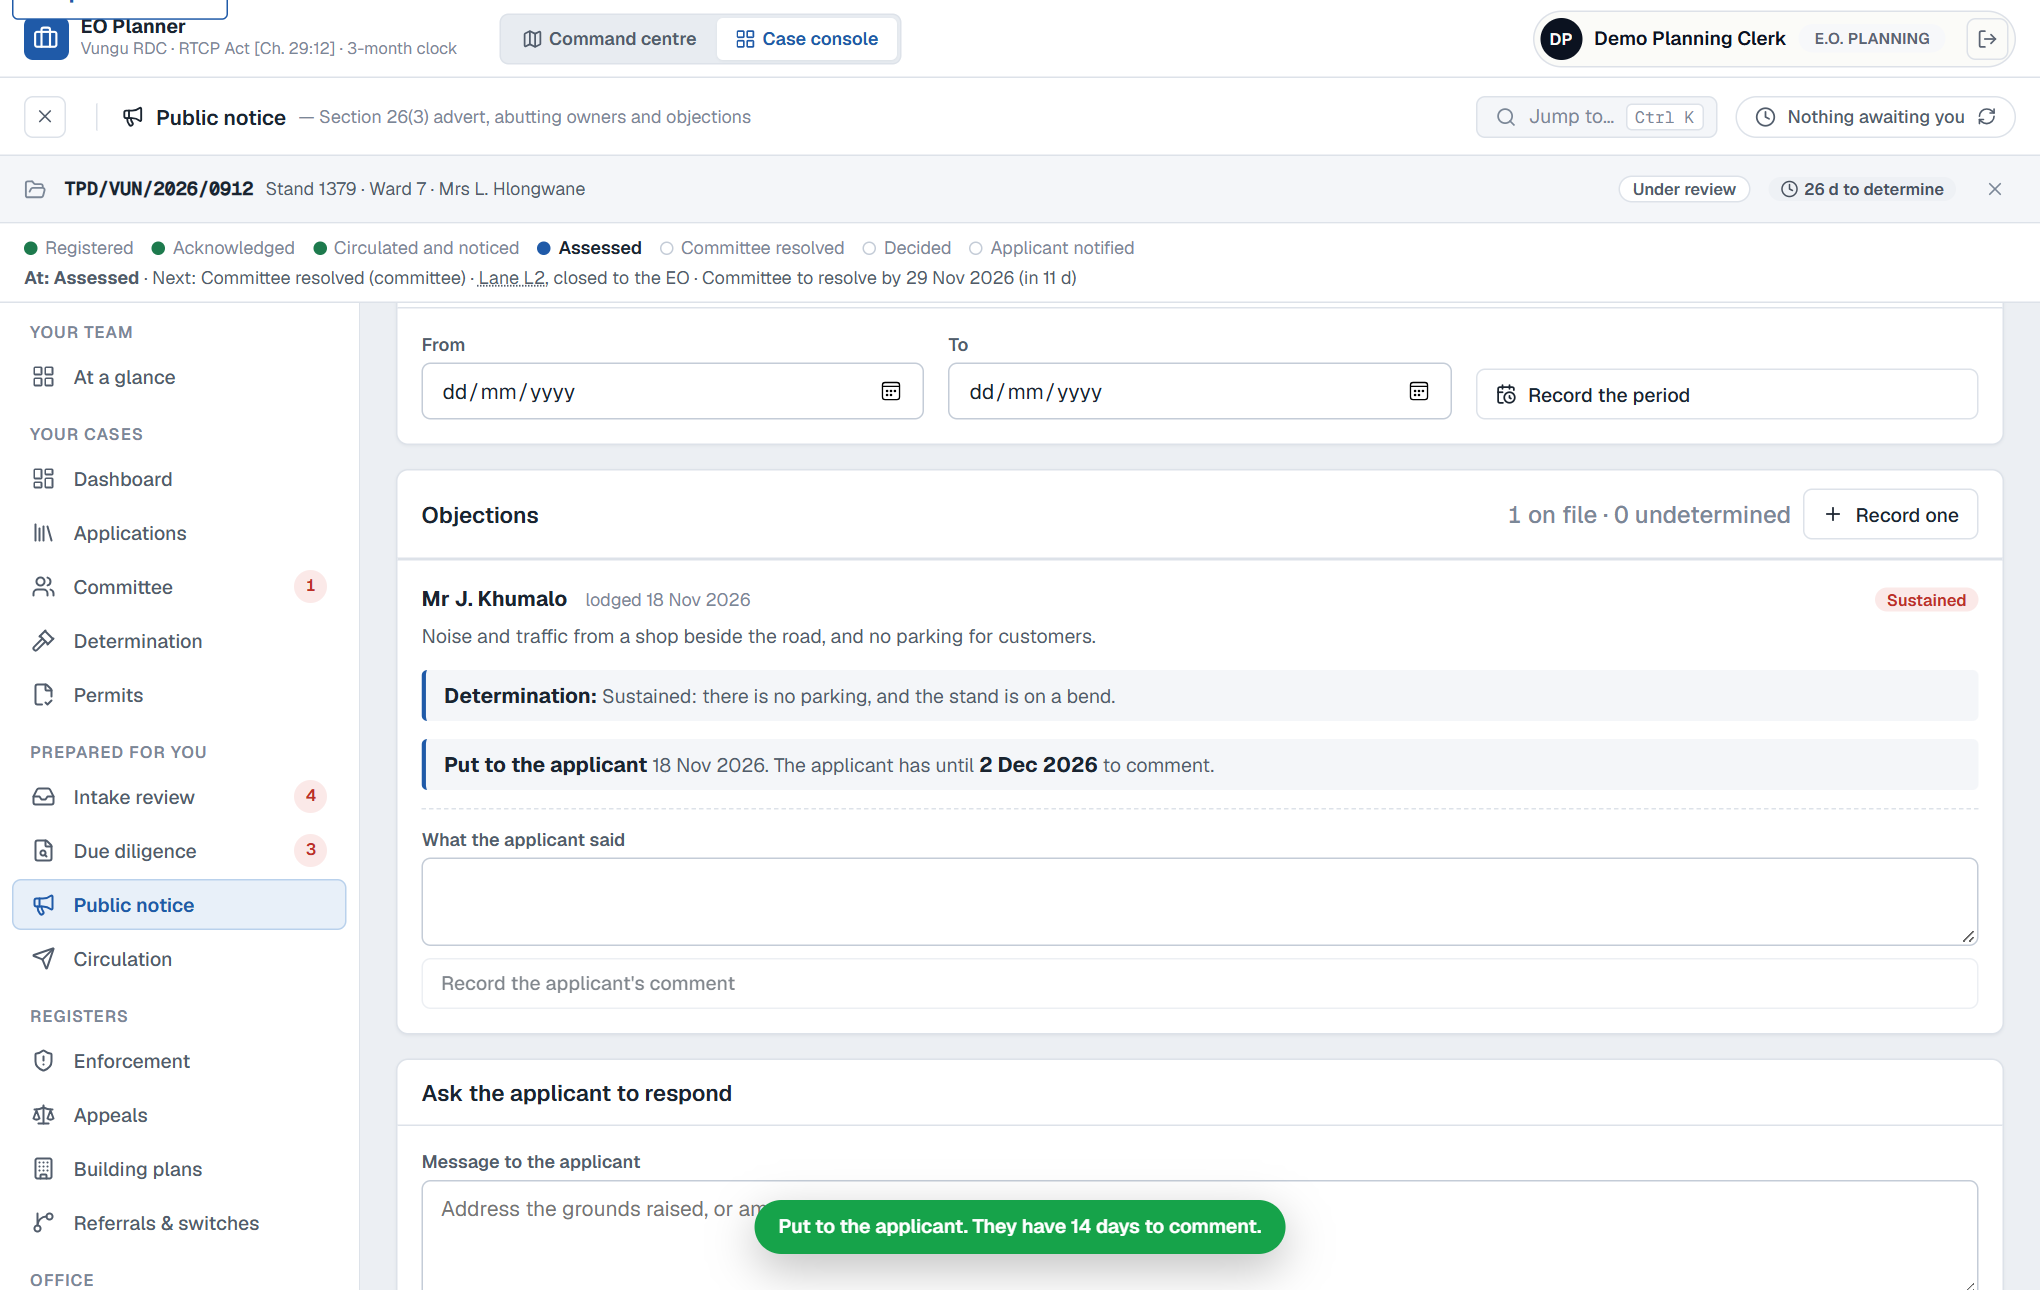 EO Planner
Vungu RDC · RTCP Act [Ch. 29:12] · 3-month clock
Command centre
Case console
DP
Demo Planning Clerk
E.O. PLANNING
Public notice
— Section 26(3) advert, abutting owners and objections
Jump to...
Ctrl K
Nothing awaiting you
TPD/VUN/2026/0912
Stand 1379 · Ward 7 · Mrs L. Hlongwane
Under review
26 d to determine
Registered
Acknowledged
Circulated and noticed
Assessed
Committee resolved
Decided
Applicant notified
At: Assessed · Next: Committee resolved (committee) · Lane L2, closed to the EO · Committee to resolve by 29 Nov 2026 (in 11 d)
YOUR TEAM
At a glance
YOUR CASES
Dashboard
Applications
Committee
1
Determination
Permits
PREPARED FOR YOU
Intake review
4
Due diligence
3
Public notice
Circulation
REGISTERS
Enforcement
Appeals
Building plans
Referrals & switches
OFFICE
From
To
dd/mm/yyyy
dd/mm/yyyy
Record the period
Objections
1 on file · 0 undetermined
Record one
Mr J. Khumalo
lodged 18 Nov 2026
Sustained
Noise and traffic from a shop beside the road, and no parking for customers.
Determination: Sustained: there is no parking, and the stand is on a bend.
Put to the applicant 18 Nov 2026. The applicant has until 2 Dec 2026 to comment.
What the applicant said
Record the applicant's comment
Ask the applicant to respond
Message to the applicant
Address the grounds raised, or
Put to the applicant. They have 14 days to comment.